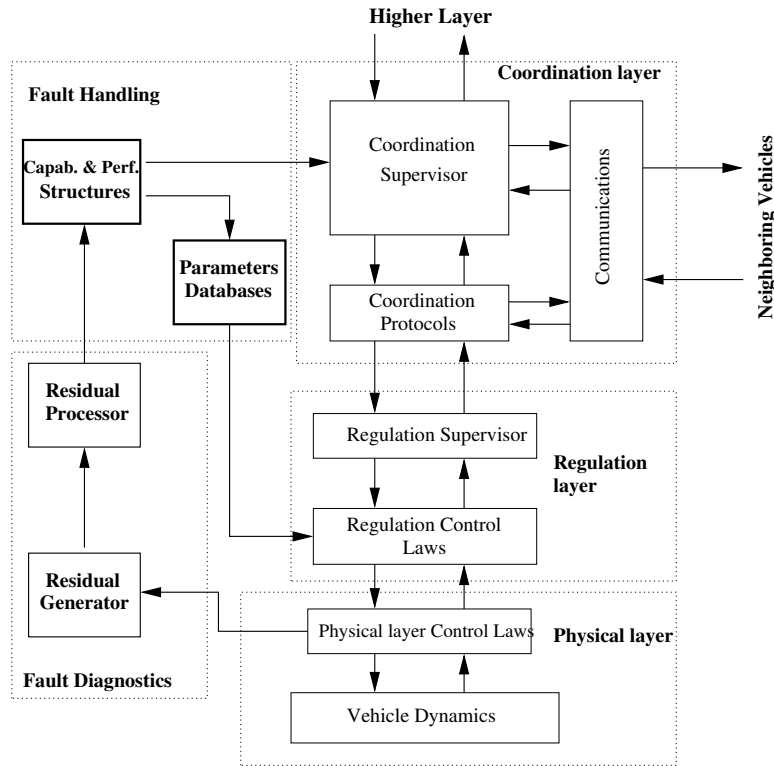 Higher Layer
Coordination layer
Fault Handling
Coordination
Supervisor
Capab. & Perf.
Structures
Communications
Neighboring Vehicles
Parameters
Databases
Coordination
Protocols
Residual
Processor
Regulation Supervisor
Regulation
layer
Regulation Control
Laws
Residual
Generator
Physical layer Control Laws
Physical layer
Fault Diagnostics
Vehicle Dynamics